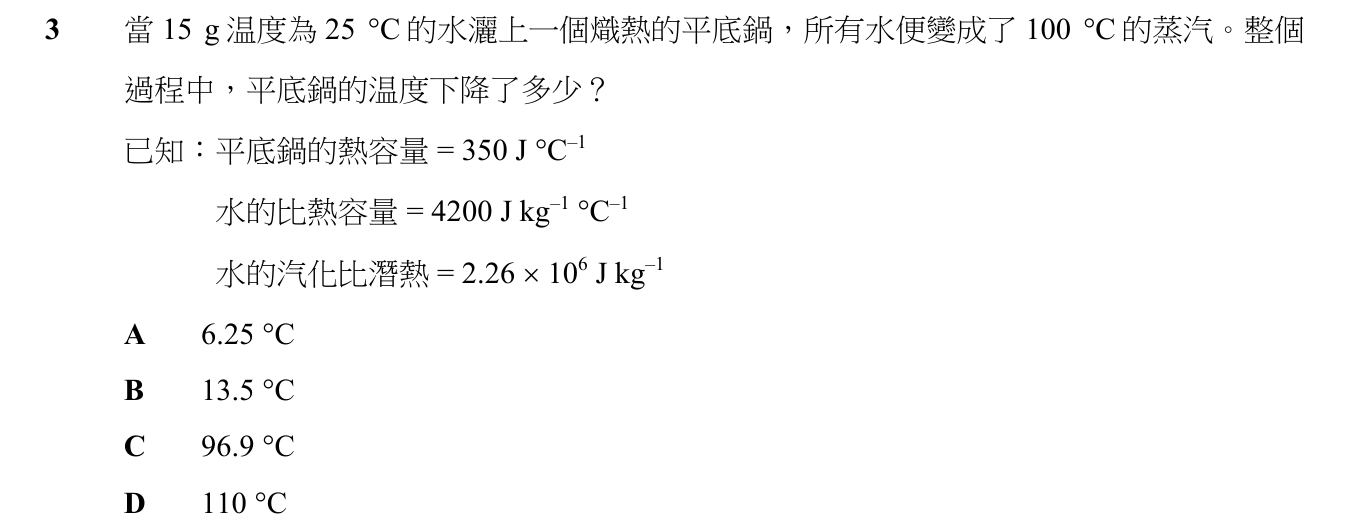 3 當 15 g 温度為 25 °C 的水灑上一個熾熱的平底鍋，所有水便變成了 100 °C 的蒸汽。整個
過程中，平底鍋的温度下降了多少？
已知：平底鍋的熱容量 = 350 J °C⁻¹
水的比熱容量 = 4200 J kg⁻¹ °C⁻¹
水的汽化比潛熱 = 2.26 × 10⁶ J kg⁻¹
A 6.25 °C
B 13.5 °C
C 96.9 °C
D 110 °C